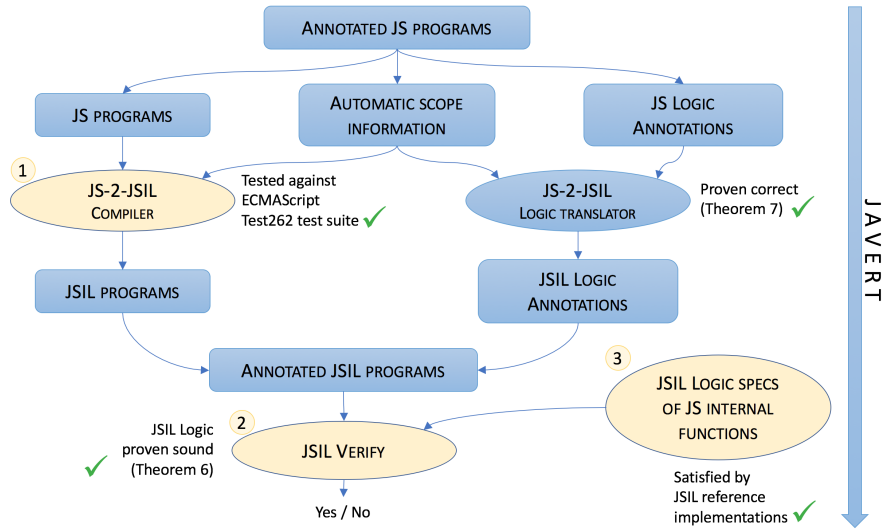 ANNOTATED JS PROGRAMS
JS PROGRAMS
AUTOMATIC SCOPE
INFORMATION
JS LOGIC
ANNOTATIONS
1
JS-2-JSIL
COMPILER
Tested against
ECMAScript
Test262 test suite
JS-2-JSIL
LOGIC TRANSLATOR
Proven correct
(Theorem 7)
JAVERT
JSIL PROGRAMS
JSIL LOGIC
ANNOTATIONS
ANNOTATED JSIL PROGRAMS
3
JSIL LOGIC SPECS
OF JS INTERNAL
FUNCTIONS
2
JSIL VERIFY
JSIL Logic
proven sound
(Theorem 6)
Satisfied by
JSIL reference
implementations
Yes / No